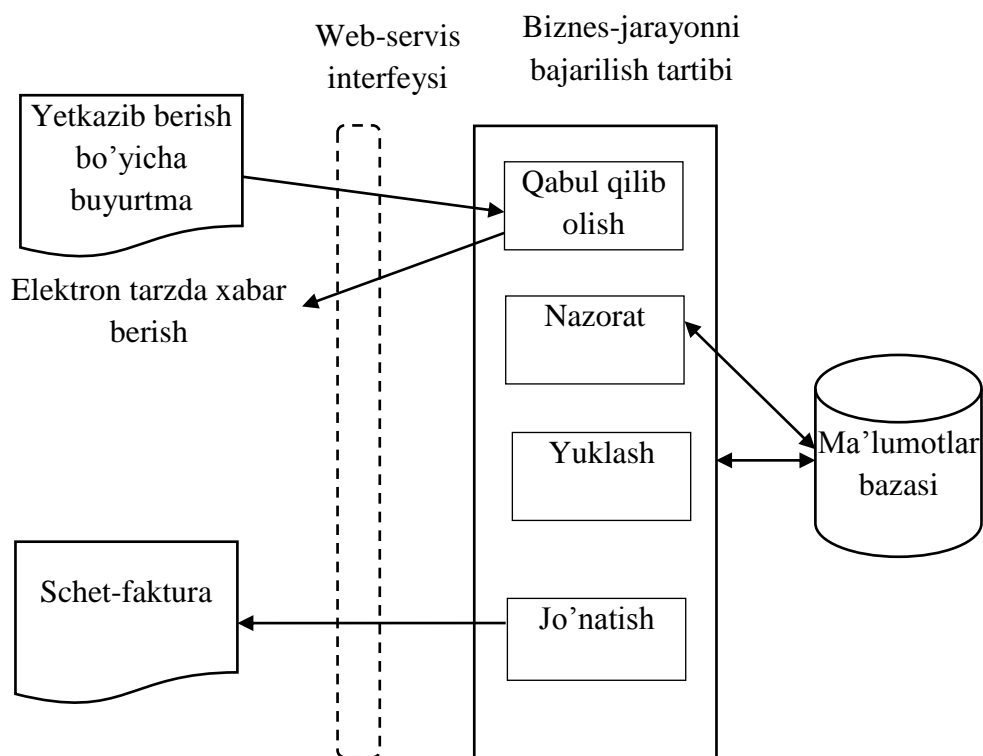 Web-servis
interfeysi
Biznes-jarayonni
bajarilish tartibi
Yetkazib berish
bo’yicha
buyurtma
Qabul qilib
olish
Elektron tarzda xabar
berish
Nazorat
Yuklash
Ma’lumotlar
bazasi
Schet-faktura
Jo’natish